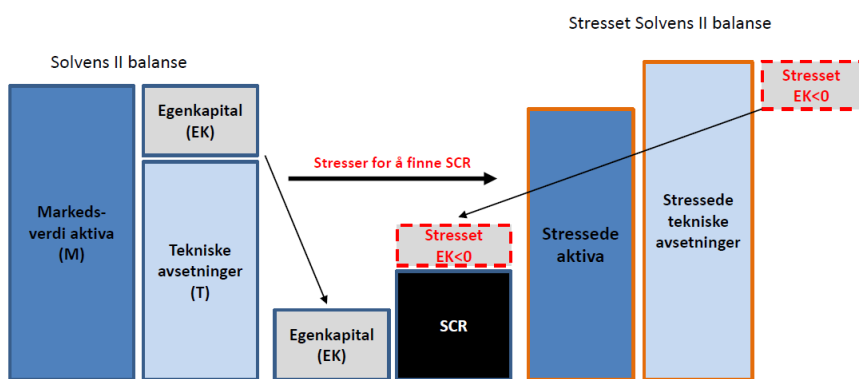 Stresset Solvens II balanse
Solvens II balanse
Egenkapital
(EK)
Markeds-
verdi aktiva
(M)
Tekniske
avsetninger
(T)
Stresser for å finne SCR
Stresset
EK<0
Egenkapital
(EK)
SCR
Stressede
aktiva
Stressede
tekniske
avsetninger
Stresset
EK<0